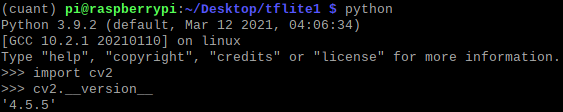 (cuant) pi@raspberrypi:~/Desktop/tflite1 $ python
Python 3.9.2 (default, Mar 12 2021, 04:06:34)
[GCC 10.2.1 20210110] on linux
Type "help", "copyright", "credits" or "license" for more information.
>>> import cv2
>>> cv2.__version__
'4.5.5'